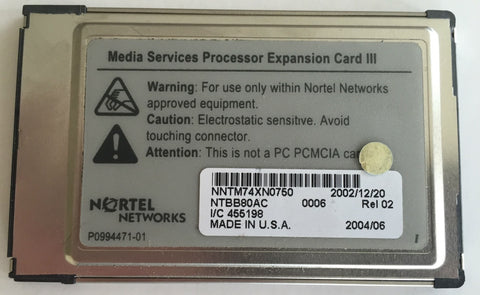 Media Services Processor Expansion Card III
Warning: For use only within Nortel Networks
approved equipment.
Caution: Electrostatic sensitive. Avoid
touching connector.
Attention: This is not a PC PCMCIA
NORTEL
NETWORKS
P0994471-01
NNTM74XN0750 2002/12/20
NTBB80AC 0006 Rel 02
I/C 455198
MADE IN U.S.A. 2004/06
I